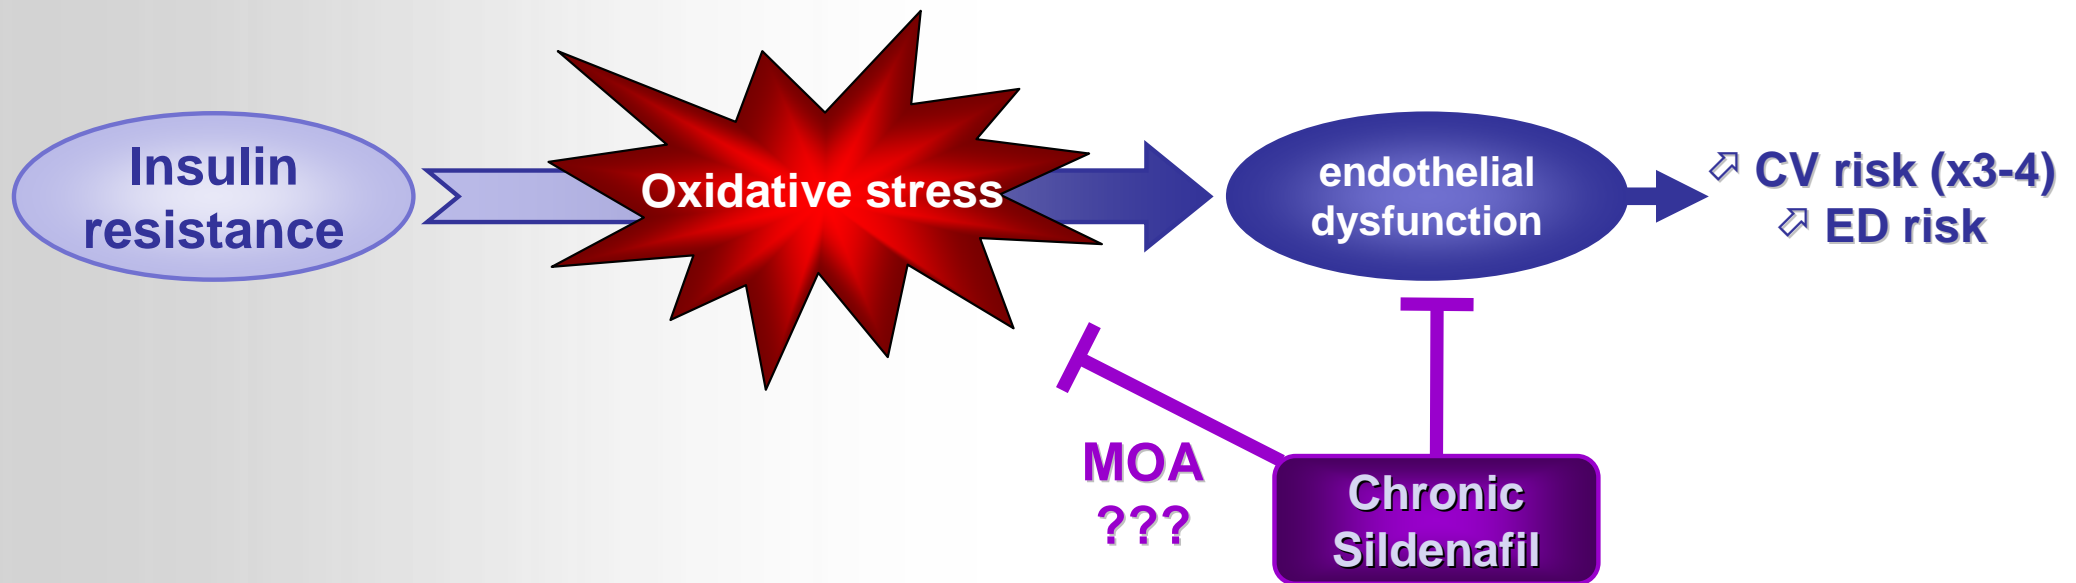 Insulin
resistance
Oxidative stress
endothelial
dysfunction
⬀ CV risk (x3-4)
⬀ ED risk
MOA
???
Chronic
Sildenafil